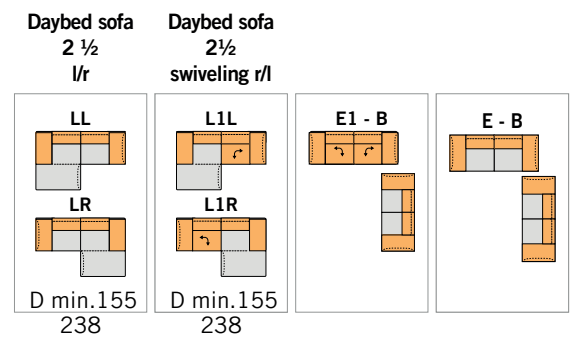 Daybed sofa
2 ½
l/r
Daybed sofa
2½
swiveling r/l
LL
LR
D min.155
238
L1L
L1R
D min.155
238
E1 - B
E - B